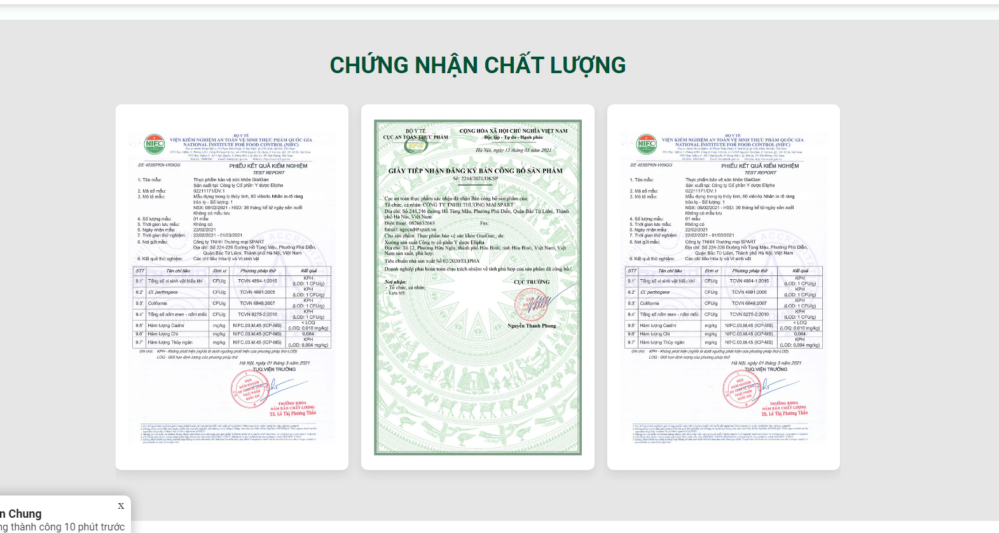 CHỨNG NHẬN CHẤT LƯỢNG
NIFC
BỘ Y TẾ
VIỆN KIỂM NGHIỆM AN TOÀN VỆ SINH THỰC PHẨM QUỐC GIA
NATIONAL INSTITUTE FOR FOOD CONTROL (NIFC)
Số: 4636/PKN-VKNQG
PHIẾU KẾT QUẢ KIỂM NGHIỆM
TEST REPORT
1. Tên mẫu: Thực phẩm bảo vệ sức khỏe GiaiGan
Sản xuất tại: Công ty Cổ phần Y dược Elipha
2. Mã số mẫu: 02211171/DV.1
3. Mô tả mẫu: Mẫu đựng trong lọ thủy tinh, 60 viên/lọ. Nhãn in rõ ràng
trên lọ - Số lượng: 1
NSX: 08/02/2021 - HSD: 36 tháng kể từ ngày sản xuất
Không có mẫu lưu
4. Số lượng mẫu: 01 mẫu
5. Thời gian lưu mẫu: Không có
6. Ngày nhận mẫu: 22/02/2021
7. Thời gian thử nghiệm: 22/02/2021 - 01/03/2021
8. Nơi gửi mẫu: Công ty TNHH Thương mại SPART
Địa chỉ: Số 224-226 Đường Hồ Tùng Mậu, Phường Phú Diễn,
Quận Bắc Từ Liêm, Thành phố Hà Nội, Việt Nam
9. Kết quả thử nghiệm: Các chỉ tiêu Hóa lý và Vi sinh vật
STT Tên chỉ tiêu Đơn vị Phương pháp thử Kết quả
9.1* Tổng số vi sinh vật hiếu khí CFU/g TCVN 4884-1:2015 KPH
(LOD: 1 CFU/g)
9.2* Cl. perfringens CFU/g TCVN 4991:2005 KPH
(LOD: 1 CFU/g)
9.3* Coliforms CFU/g TCVN 6848:2007 KPH
(LOD: 1 CFU/g)
9.4* Tổng số nấm men - nấm mốc CFU/g TCVN 8275-2:2010 KPH
(LOD: 1 CFU/g)
9.5* Hàm lượng Cadmi mg/kg NIFC.03.M.45 (ICP-MS) < LOQ
(LOQ: 0,010 mg/kg)
9.6* Hàm lượng Chì mg/kg NIFC.03.M.45 (ICP-MS) 0,084
9.7* Hàm lượng Thủy ngân mg/kg NIFC.03.M.45 (ICP-MS) KPH
(LOD: 0,004 mg/kg)
Ghi chú: KPH - Không phát hiện (nghĩa là dưới ngưỡng phát hiện của phương pháp thử-LOD)
LOQ - Giới hạn định lượng của phương pháp thử
Hà Nội, ngày 01 tháng 3 năm 2021
TUQ.VIỆN TRƯỞNG
VIỆN
KIỂM NGHIỆM
AN TOÀN VỆ SINH
THỰC PHẨM
QUỐC GIA
TRƯỞNG KHOA
ĐẢM BẢO CHẤT LƯỢNG
TS. Lê Thị Phương Thảo
BỘ Y TẾ
CỤC AN TOÀN THỰC PHẨM
CỘNG HÒA XÃ HỘI CHỦ NGHĨA VIỆT NAM
Độc lập - Tự do - Hạnh phúc
Hà Nội, ngày 15 tháng 03 năm 2021
GIẤY TIẾP NHẬN ĐĂNG KÝ BẢN CÔNG BỐ SẢN PHẨM
Số: 2244/2021/ĐKSP
Cục an toàn thực phẩm xác nhận đã nhận Bản công bố sản phẩm của:
Tổ chức, cá nhân: CÔNG TY TNHH THƯƠNG MẠI SPART
Địa chỉ: Số 244,246 đường Hồ Tùng Mậu, Phường Phú Diễn, Quận Bắc Từ Liêm, Thành
phố Hà Nội, Việt Nam
Điện thoại: 0826632663 Fax:
Email: ngocnd@spart.vn
Cho sản phẩm: Thực phẩm bảo vệ sức khỏe GiaiGan;; do:
Xưởng sản xuất Công ty cổ phần Y dược Elipha
Địa chỉ: Tổ 12, Phường Hữu Nghị, thành phố Hòa Bình, tỉnh Hòa Bình, Việt Nam, Việt
Nam sản xuất, phù hợp:
Tiêu chuẩn nhà sản xuất Số 02/2020/ELIPHA
Doanh nghiệp phải hoàn toàn chịu trách nhiệm về tính phù hợp của sản phẩm đã công bố./.
Nơi nhận:
- Tổ chức, cá nhân;
- Lưu trữ.
CỤC TRƯỞNG
Nguyễn Thanh Phong
NIFC
BỘ Y TẾ
VIỆN KIỂM NGHIỆM AN TOÀN VỆ SINH THỰC PHẨM QUỐC GIA
NATIONAL INSTITUTE FOR FOOD CONTROL (NIFC)
Số: 4636/PKN-VKNQG
PHIẾU KẾT QUẢ KIỂM NGHIỆM
TEST REPORT
1. Tên mẫu: Thực phẩm bảo vệ sức khỏe GiaiGan
Sản xuất tại: Công ty Cổ phần Y dược Elipha
2. Mã số mẫu: 02211171/DV.1
3. Mô tả mẫu: Mẫu đựng trong lọ thủy tinh, 60 viên/lọ. Nhãn in rõ ràng
trên lọ - Số lượng: 1
NSX: 08/02/2021 - HSD: 36 tháng kể từ ngày sản xuất
Không có mẫu lưu
4. Số lượng mẫu: 01 mẫu
5. Thời gian lưu mẫu: Không có
6. Ngày nhận mẫu: 22/02/2021
7. Thời gian thử nghiệm: 22/02/2021 - 01/03/2021
8. Nơi gửi mẫu: Công ty TNHH Thương mại SPART
Địa chỉ: Số 224-226 Đường Hồ Tùng Mậu, Phường Phú Diễn,
Quận Bắc Từ Liêm, Thành phố Hà Nội, Việt Nam
9. Kết quả thử nghiệm: Các chỉ tiêu Hóa lý và Vi sinh vật
STT Tên chỉ tiêu Đơn vị Phương pháp thử Kết quả
9.1* Tổng số vi sinh vật hiếu khí CFU/g TCVN 4884-1:2015 KPH
(LOD: 1 CFU/g)
9.2* Cl. perfringens CFU/g TCVN 4991:2005 KPH
(LOD: 1 CFU/g)
9.3* Coliforms CFU/g TCVN 6848:2007 KPH
(LOD: 1 CFU/g)
9.4* Tổng số nấm men - nấm mốc CFU/g TCVN 8275-2:2010 KPH
(LOD: 1 CFU/g)
9.5* Hàm lượng Cadmi mg/kg NIFC.03.M.45 (ICP-MS) < LOQ
(LOQ: 0,010 mg/kg)
9.6* Hàm lượng Chì mg/kg NIFC.03.M.45 (ICP-MS) 0,084
9.7* Hàm lượng Thủy ngân mg/kg NIFC.03.M.45 (ICP-MS) KPH
(LOD: 0,004 mg/kg)
Ghi chú: KPH - Không phát hiện (nghĩa là dưới ngưỡng phát hiện của phương pháp thử-LOD)
LOQ - Giới hạn định lượng của phương pháp thử
Hà Nội, ngày 01 tháng 3 năm 2021
TUQ.VIỆN TRƯỞNG
VIỆN
KIỂM NGHIỆM
AN TOÀN VỆ SINH
THỰC PHẨM
QUỐC GIA
TRƯỞNG KHOA
ĐẢM BẢO CHẤT LƯỢNG
TS. Lê Thị Phương Thảo
x
n Chung
ng thành công 10 phút trước